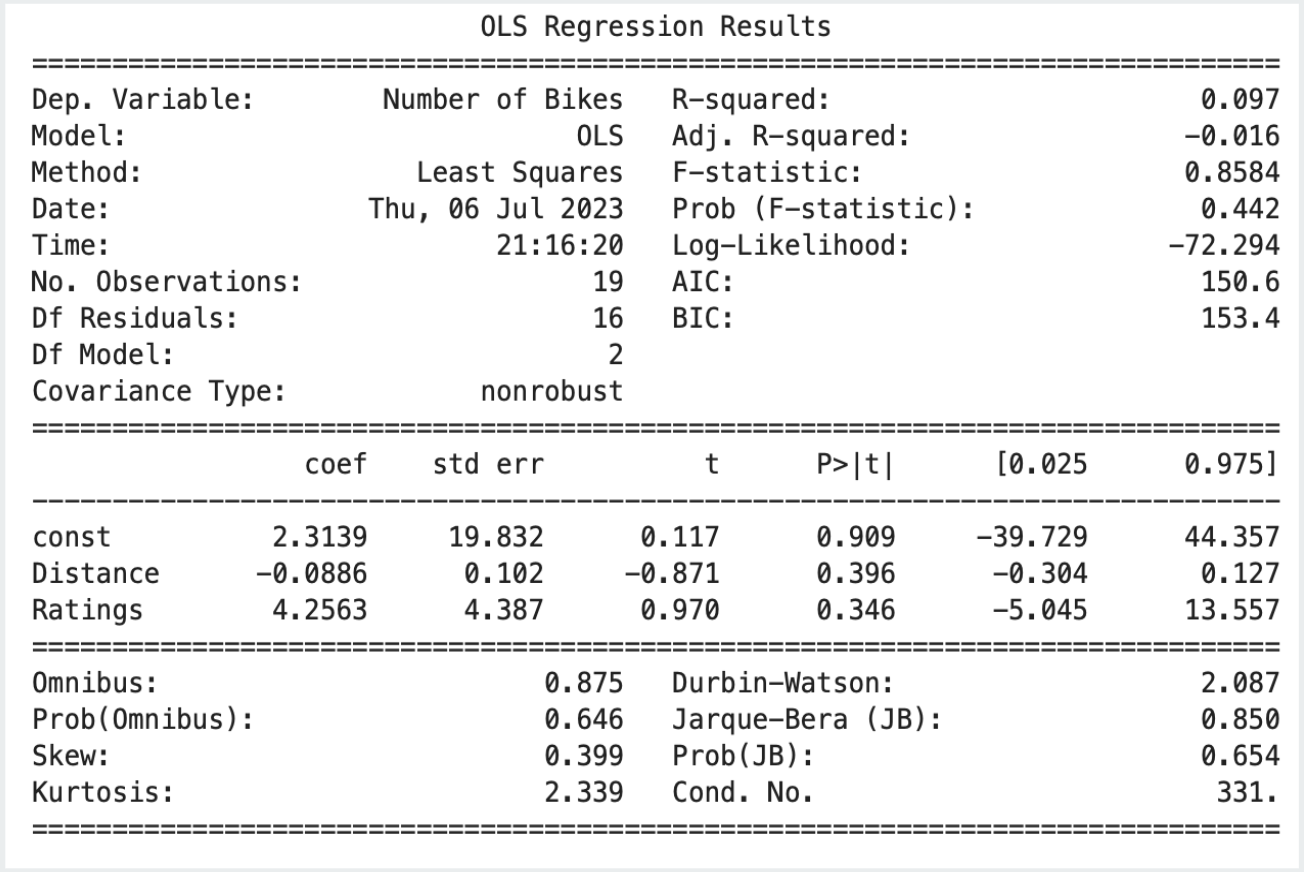 OLS Regression Results
==============================================================================
Dep. Variable:        Number of Bikes   R-squared:                       0.097
Model:                            OLS   Adj. R-squared:                 -0.016
Method:                 Least Squares   F-statistic:                    0.8584
Date:                Thu, 06 Jul 2023   Prob (F-statistic):              0.442
Time:                        21:16:20   Log-Likelihood:                -72.294
No. Observations:                  19   AIC:                             150.6
Df Residuals:                      16   BIC:                             153.4
Df Model:                           2
Covariance Type:            nonrobust
==============================================================================
                 coef    std err          t      P>|t|      [0.025      0.975]
------------------------------------------------------------------------------
const          2.3139     19.832      0.117      0.909     -39.729      44.357
Distance      -0.0886      0.102     -0.871      0.396      -0.304       0.127
Ratings        4.2563      4.387      0.970      0.346      -5.045      13.557
==============================================================================
Omnibus:                        0.875   Durbin-Watson:                   2.087
Prob(Omnibus):                  0.646   Jarque-Bera (JB):                0.850
Skew:                           0.399   Prob(JB):                        0.654
Kurtosis:                       2.339   Cond. No.                         331.
==============================================================================